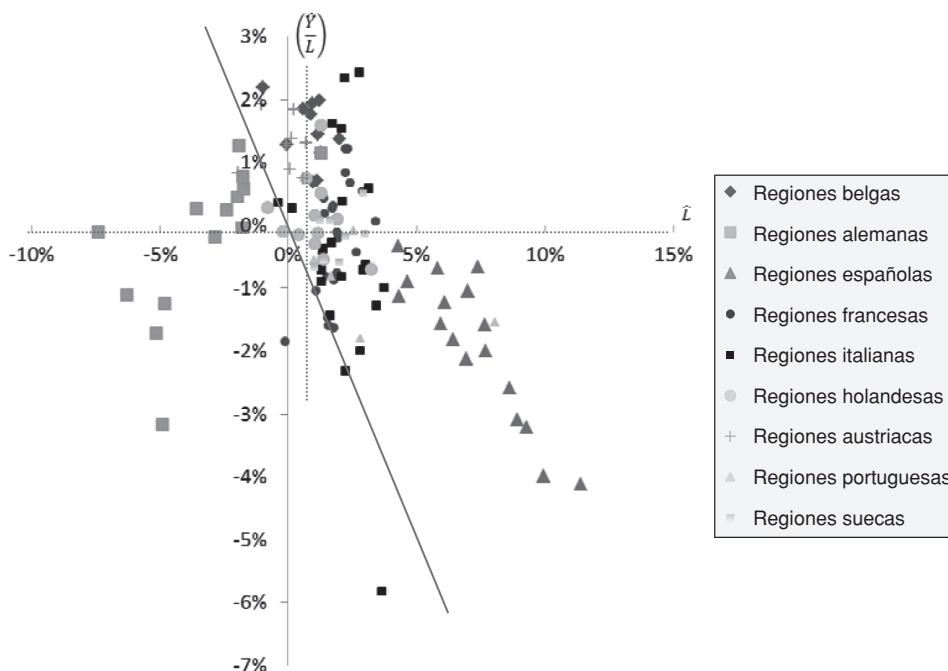 3%
(Ŷ/L)
2%
1%
0%
-10% -5% 0% 5% 10% 15%
L̂
-1%
-2%
-3%
-4%
-5%
-6%
-7%
Regiones belgas
Regiones alemanas
Regiones españolas
Regiones francesas
Regiones italianas
Regiones holandesas
Regiones austriacas
Regiones portuguesas
Regiones suecas